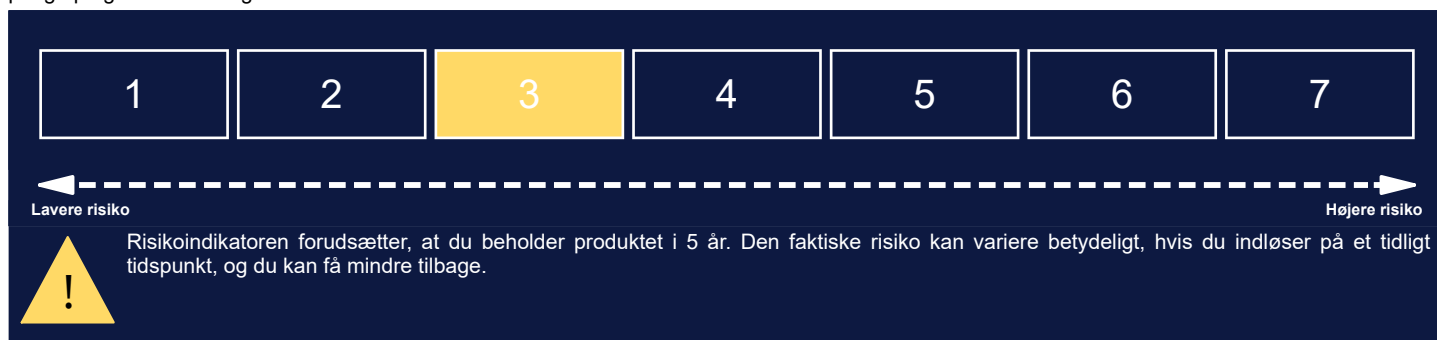 1 2 3 4 5 6 7
Lavere risiko Højere risiko
! Risikoindikatoren forudsætter, at du beholder produktet i 5 år. Den faktiske risiko kan variere betydeligt, hvis du indløser på et tidligt
tidspunkt, og du kan få mindre tilbage.